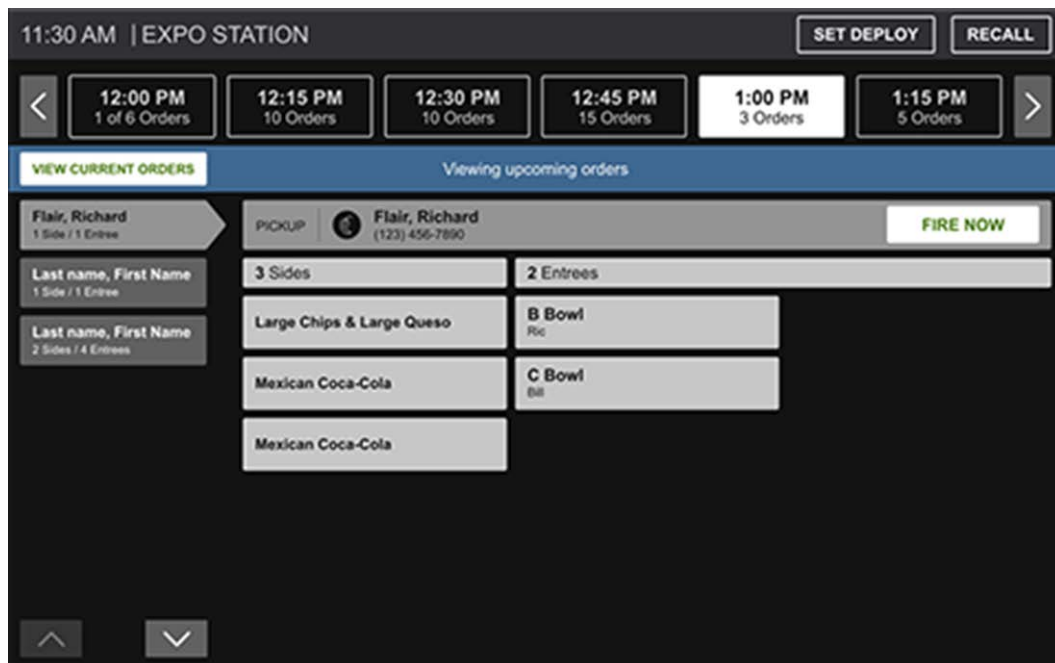 11:30 AM | EXPO STATION
SET DEPLOY
RECALL
12:00 PM
1 of 6 Orders
12:15 PM
10 Orders
12:30 PM
10 Orders
12:45 PM
15 Orders
1:00 PM
3 Orders
1:15 PM
5 Orders
VIEW CURRENT ORDERS
Viewing upcoming orders
Flair, Richard
1 Side / 1 Entree
Last name, First Name
1 Side / 1 Entree
Last name, First Name
2 Sides / 4 Entrees
PICKUP
Flair, Richard
(123) 456-7890
FIRE NOW
3 Sides
2 Entrees
Large Chips & Large Queso
Mexican Coca-Cola
Mexican Coca-Cola
B Bowl
Ric
C Bowl
Bill